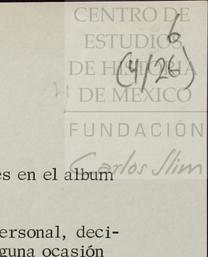 CENTRO DE
ESTUDIOS
DE HISTORIA
DE MEXICO
6
(4/26)
FUNDACIÓN
Carlos Slim
es en el album
ersonal, deci-
guna ocasión